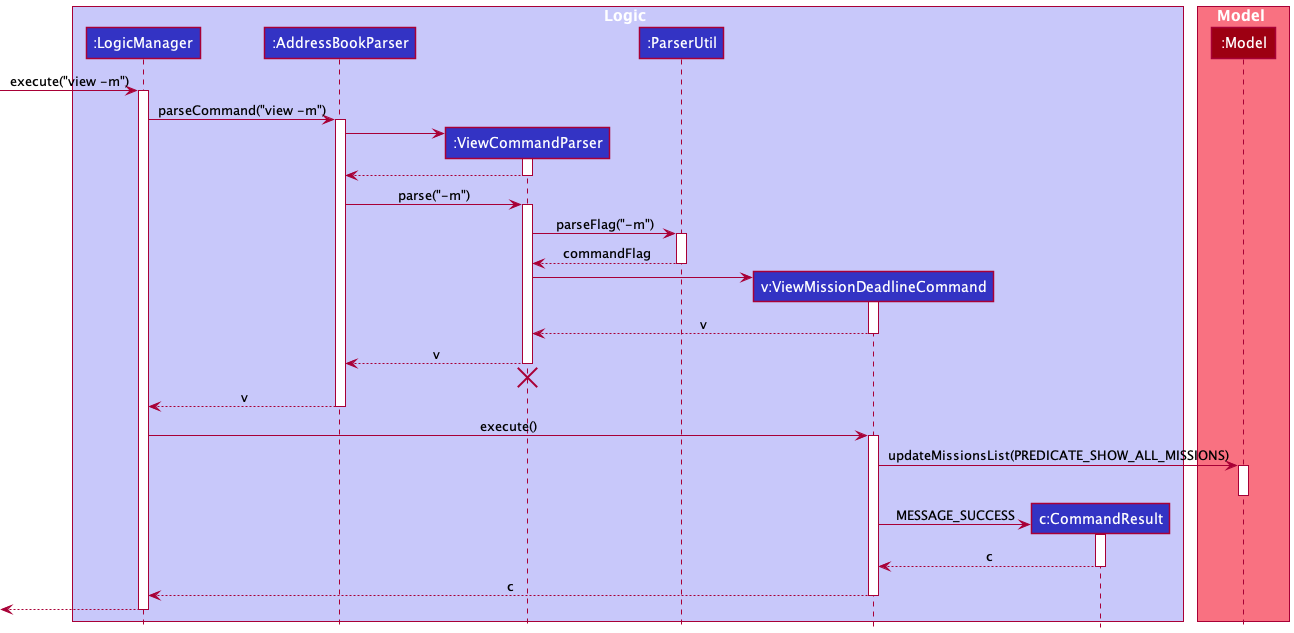 Logic
Model
:LogicManager
:AddressBookParser
:ParserUtil
:Model
execute("view -m")
parseCommand("view -m")
:ViewCommandParser
parse("-m")
parseFlag("-m")
commandFlag
v:ViewMissionDeadlineCommand
v
v
v
execute()
updateMissionsList(PREDICATE_SHOW_ALL_MISSIONS)
MESSAGE_SUCCESS
c:CommandResult
c
c